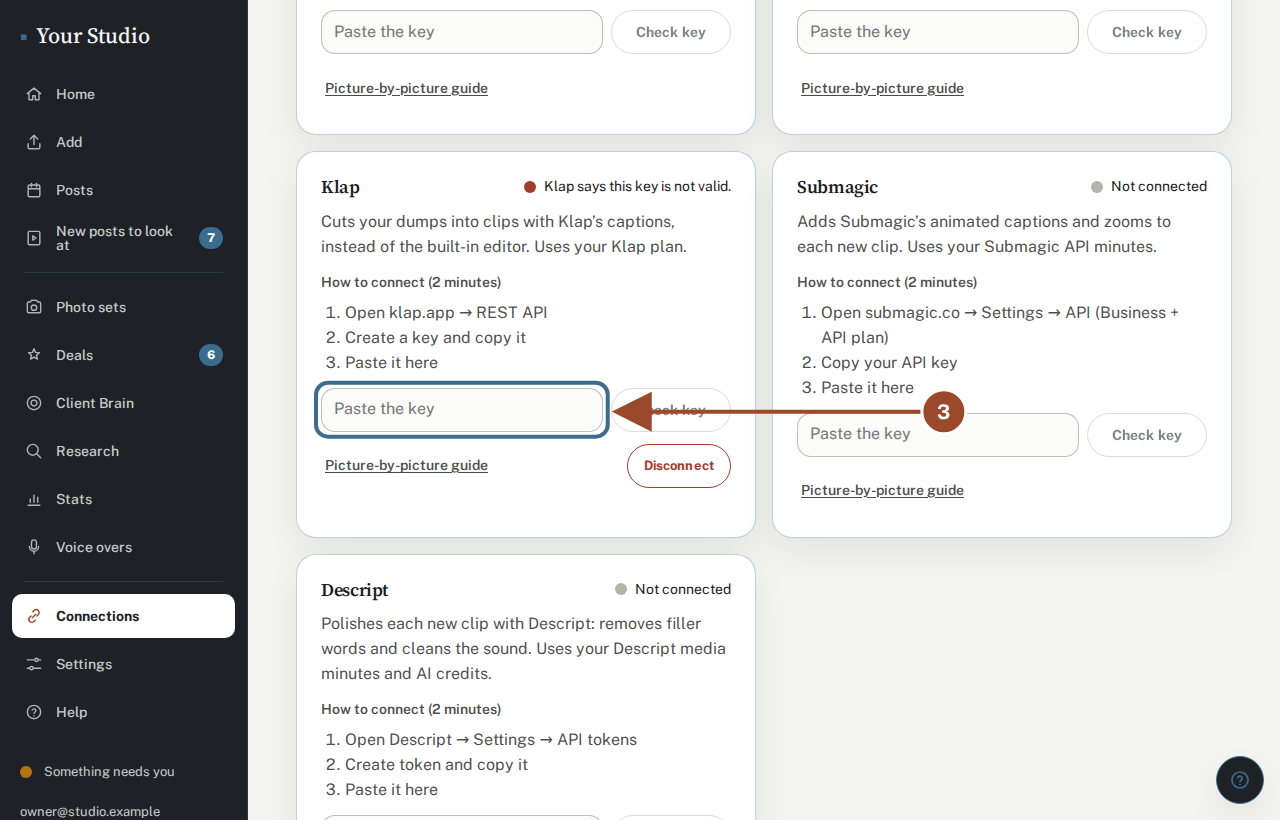 Your Studio
Home
Add
Posts
New posts to look
at
7
Photo sets
Deals
6
Client Brain
Research
Stats
Voice overs
Connections
Settings
Help
Something needs you
owner@studio.example
Paste the key
Check key
Picture-by-picture guide
Paste the key
Check key
Picture-by-picture guide
Klap
Klap says this key is not valid.
Cuts your dumps into clips with Klap’s captions,
instead of the built-in editor. Uses your Klap plan.
How to connect (2 minutes)
1. Open klap.app → REST API
2. Create a key and copy it
3. Paste it here
Paste the key
Check key
Picture-by-picture guide
Disconnect
3
Submagic
Not connected
Adds Submagic’s animated captions and zooms to
each new clip. Uses your Submagic API minutes.
How to connect (2 minutes)
1. Open submagic.co → Settings → API (Business +
API plan)
2. Copy your API key
3. Paste it here
Paste the key
Check key
Picture-by-picture guide
Descript
Not connected
Polishes each new clip with Descript: removes filler
words and cleans the sound. Uses your Descript media
minutes and AI credits.
How to connect (2 minutes)
1. Open Descript → Settings → API tokens
2. Create token and copy it
3. Paste it here